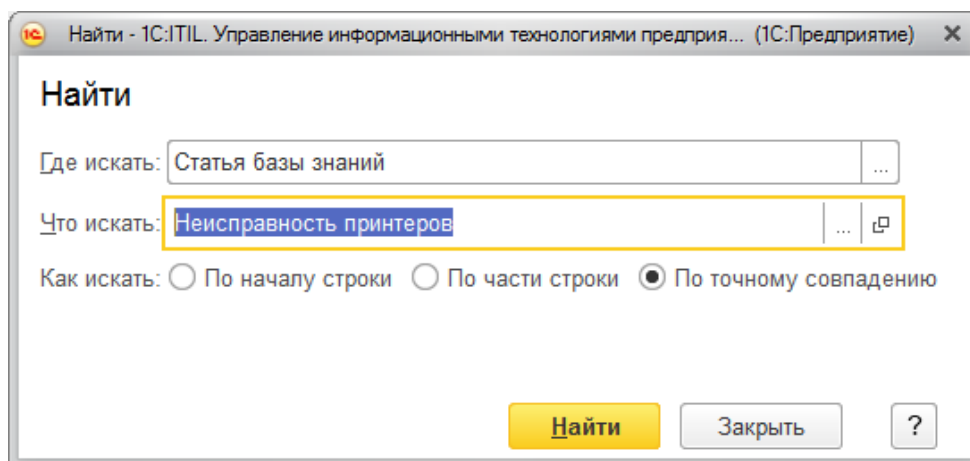 Найти - 1С:ITIL. Управление информационными технологиями предприя... (1С:Предприятие)
Найти
Где искать: Статья базы знаний ...
Что искать: Неисправность принтеров ...
Как искать: По началу строки По части строки По точному совпадению
Найти Закрыть ?